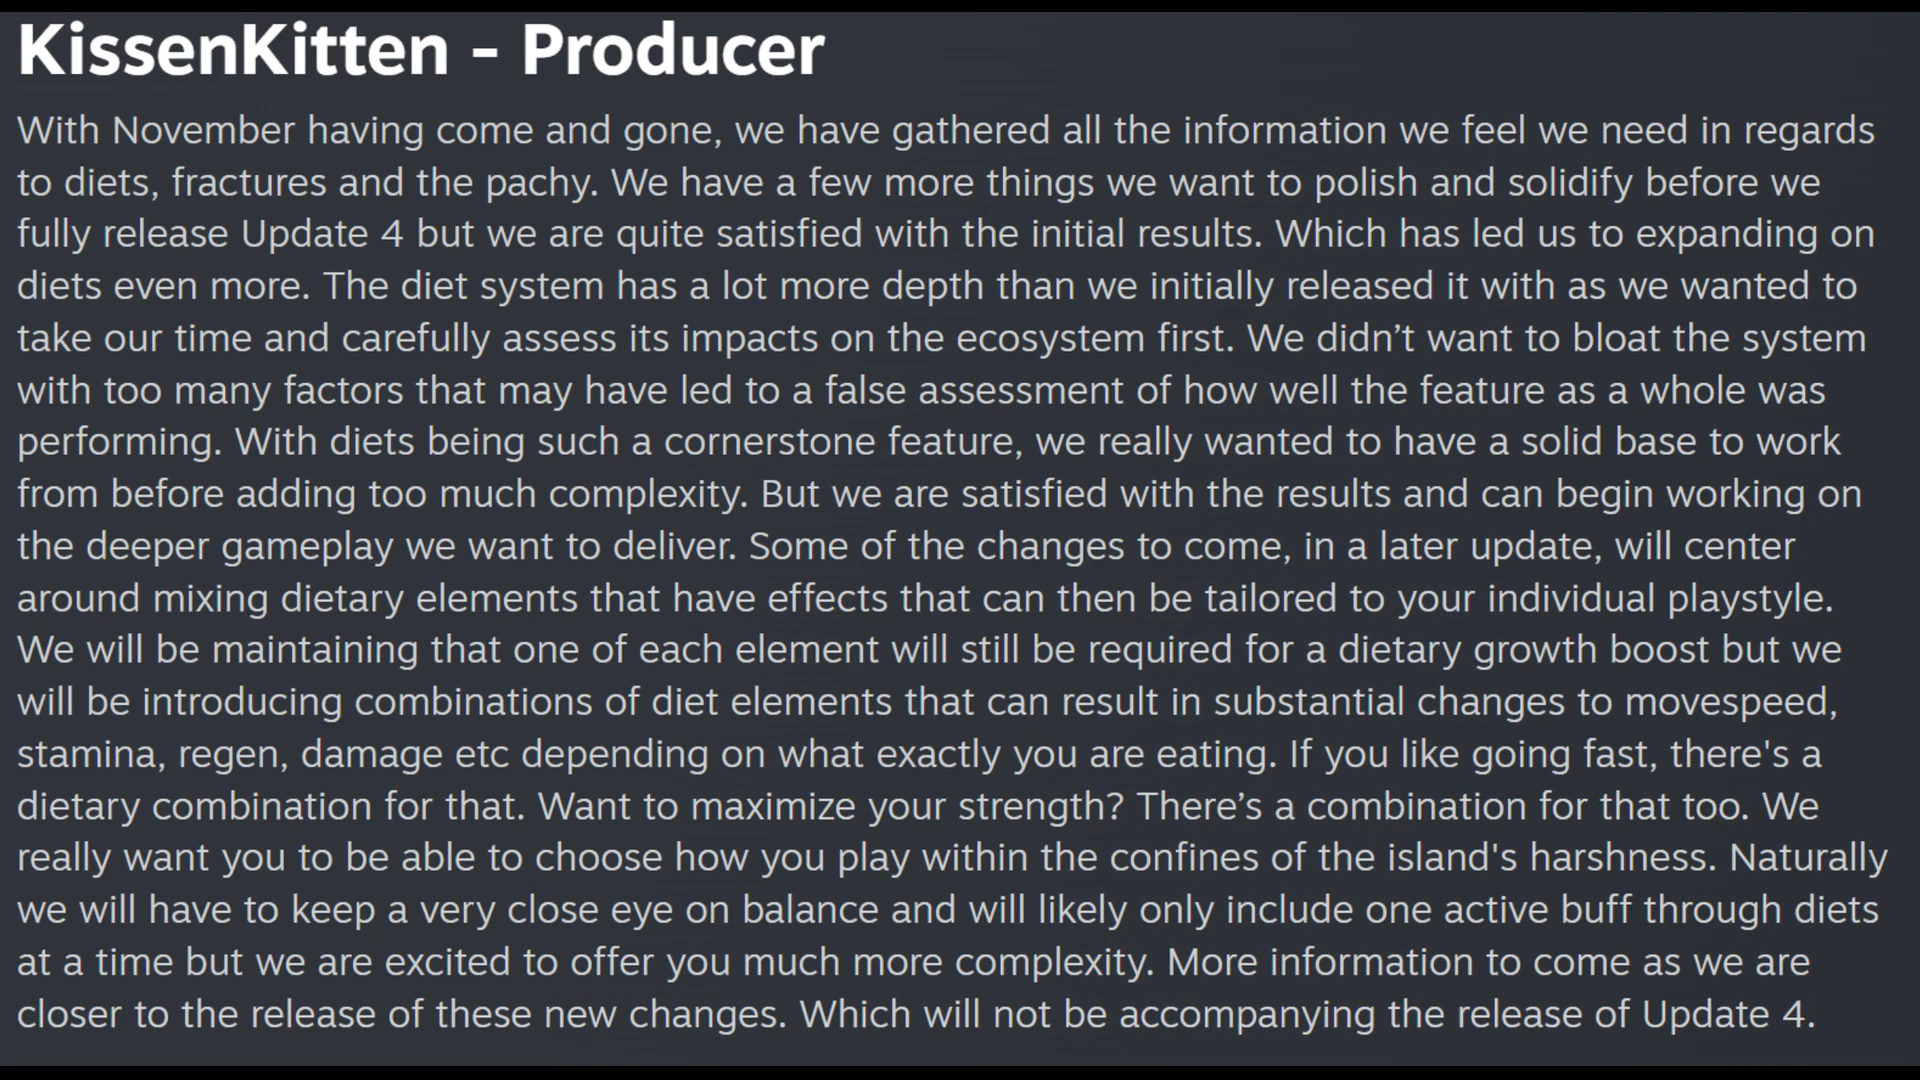 KissenKitten - Producer
With November having come and gone, we have gathered all the information we feel we need in regards
to diets, fractures and the pachy. We have a few more things we want to polish and solidify before we
fully release Update 4 but we are quite satisfied with the initial results. Which has led us to expanding on
diets even more. The diet system has a lot more depth than we initially released it with as we wanted to
take our time and carefully assess its impacts on the ecosystem first. We didn’t want to bloat the system
with too many factors that may have led to a false assessment of how well the feature as a whole was
performing. With diets being such a cornerstone feature, we really wanted to have a solid base to work
from before adding too much complexity. But we are satisfied with the results and can begin working on
the deeper gameplay we want to deliver. Some of the changes to come, in a later update, will center
around mixing dietary elements that have effects that can then be tailored to your individual playstyle.
We will be maintaining that one of each element will still be required for a dietary growth boost but we
will be introducing combinations of diet elements that can result in substantial changes to movespeed,
stamina, regen, damage etc depending on what exactly you are eating. If you like going fast, there's a
dietary combination for that. Want to maximize your strength? There’s a combination for that too. We
really want you to be able to choose how you play within the confines of the island's harshness. Naturally
we will have to keep a very close eye on balance and will likely only include one active buff through diets
at a time but we are excited to offer you much more complexity. More information to come as we are
closer to the release of these new changes. Which will not be accompanying the release of Update 4.